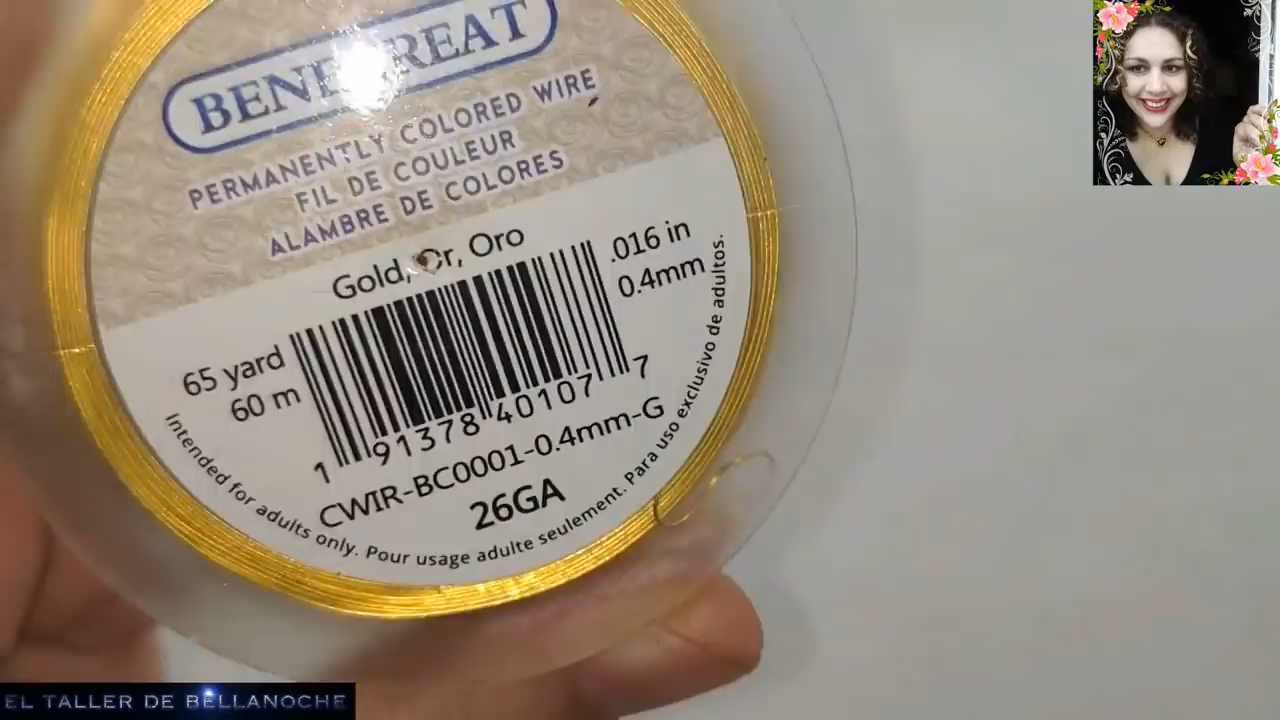 PERMANENTLY COLORED WIRE
FIL DE COULEUR
ALAMBRE DE COLORES
Gold, Or, Oro
.016 in
0.4mm
65 yard
60 m
1 91378 40107 7
CWIR-BC0001-0.4mm-G
26GA
Intended for adults only. Pour usage adulte seulement. Para uso exclusivo de adultos.
EL TALLER DE BELLANOCHE